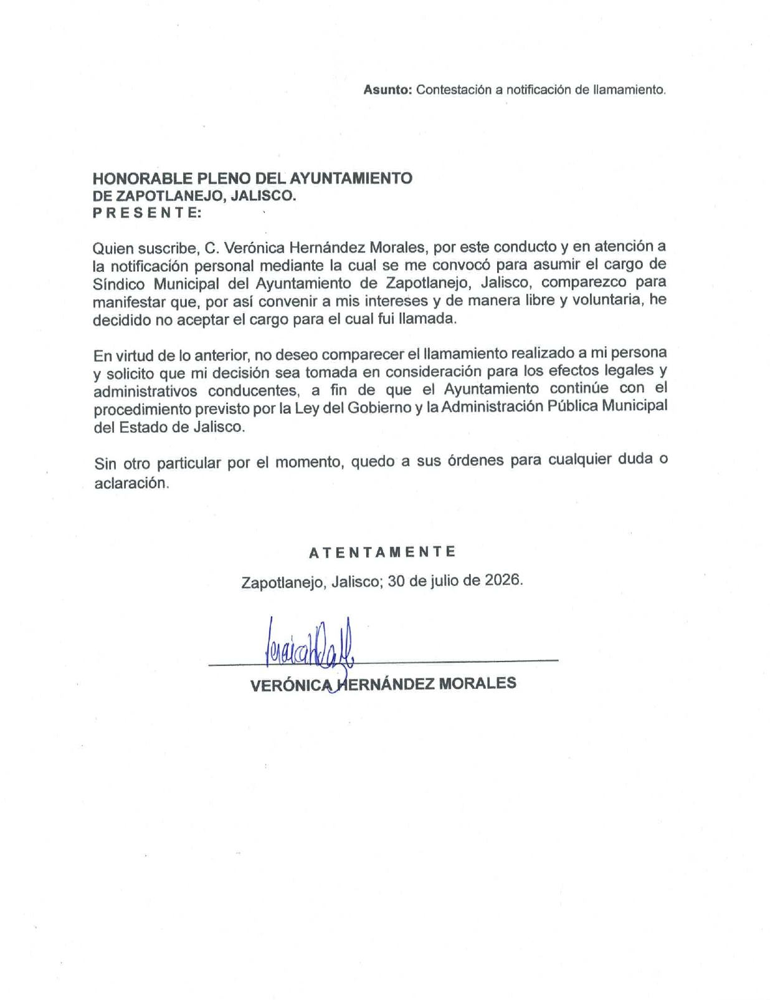 Asunto: Contestación a notificación de llamamiento.
HONORABLE PLENO DEL AYUNTAMIENTO
DE ZAPOTLANEJO, JALISCO.
P R E S E N T E:
Quien suscribe, C. Verónica Hernández Morales, por este conducto y en atención a
la notificación personal mediante la cual se me convocó para asumir el cargo de
Síndico Municipal del Ayuntamiento de Zapotlanejo, Jalisco, comparezco para
manifestar que, por así convenir a mis intereses y de manera libre y voluntaria, he
decidido no aceptar el cargo para el cual fui llamada.
En virtud de lo anterior, no deseo comparecer el llamamiento realizado a mi persona
y solicito que mi decisión sea tomada en consideración para los efectos legales y
administrativos conducentes, a fin de que el Ayuntamiento continúe con el
procedimiento previsto por la Ley del Gobierno y la Administración Pública Municipal
del Estado de Jalisco.
Sin otro particular por el momento, quedo a sus órdenes para cualquier duda o
aclaración.
A T E N T A M E N T E
Zapotlanejo, Jalisco; 30 de julio de 2026.
VERÓNICA HERNÁNDEZ MORALES